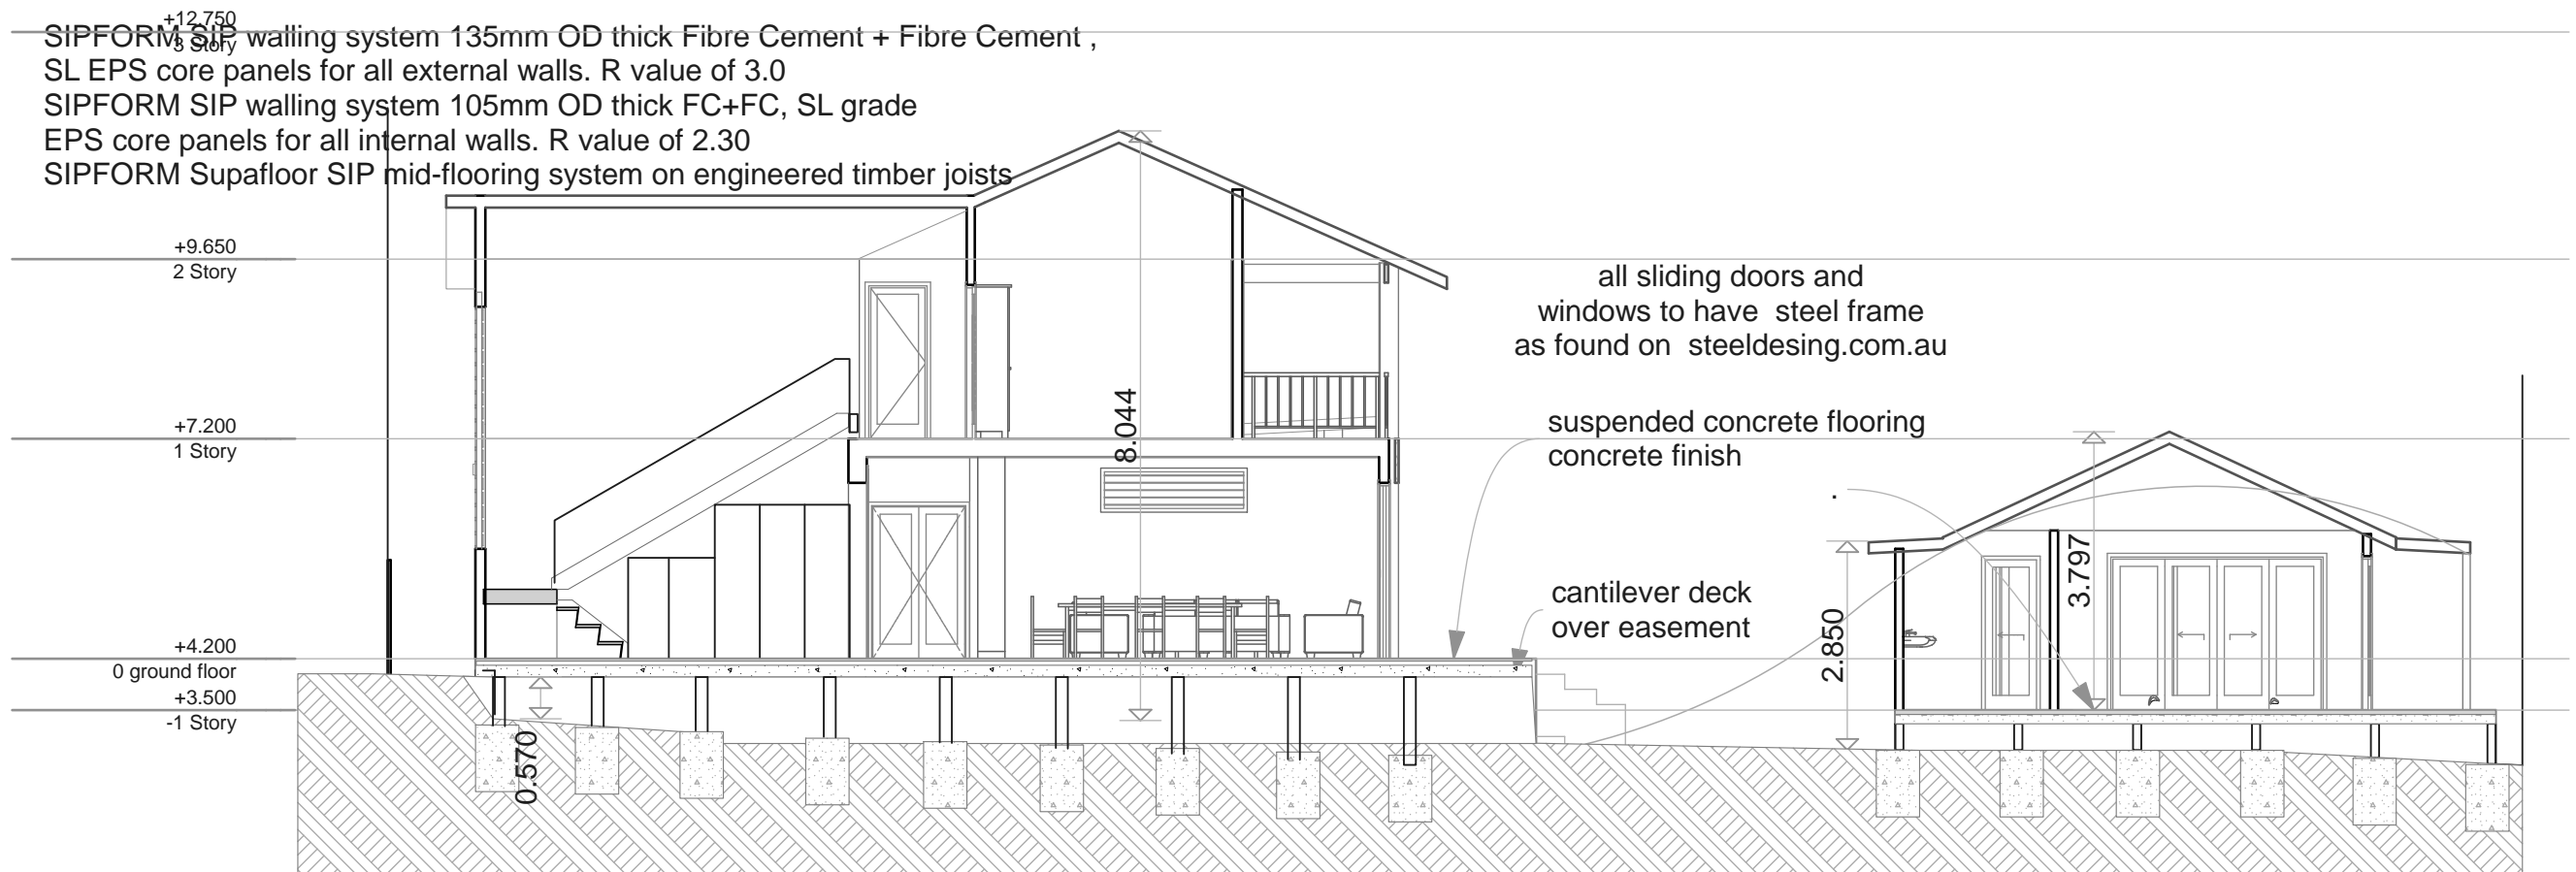 +12.750
3 Story
SIPFORM SIP walling system 135mm OD thick Fibre Cement + Fibre Cement ,
SL EPS core panels for all external walls. R value of 3.0
SIPFORM SIP walling system 105mm OD thick FC+FC, SL grade
EPS core panels for all internal walls. R value of 2.30
SIPFORM Supafloor SIP mid-flooring system on engineered timber joists
+9.650
2 Story
all sliding doors and
windows to have steel frame
as found on steeldesing.com.au
+7.200
1 Story
8.044
suspended concrete flooring
concrete finish
.
3.797
cantilever deck
over easement
2.850
+4.200
0 ground floor
+3.500
-1 Story
0.570